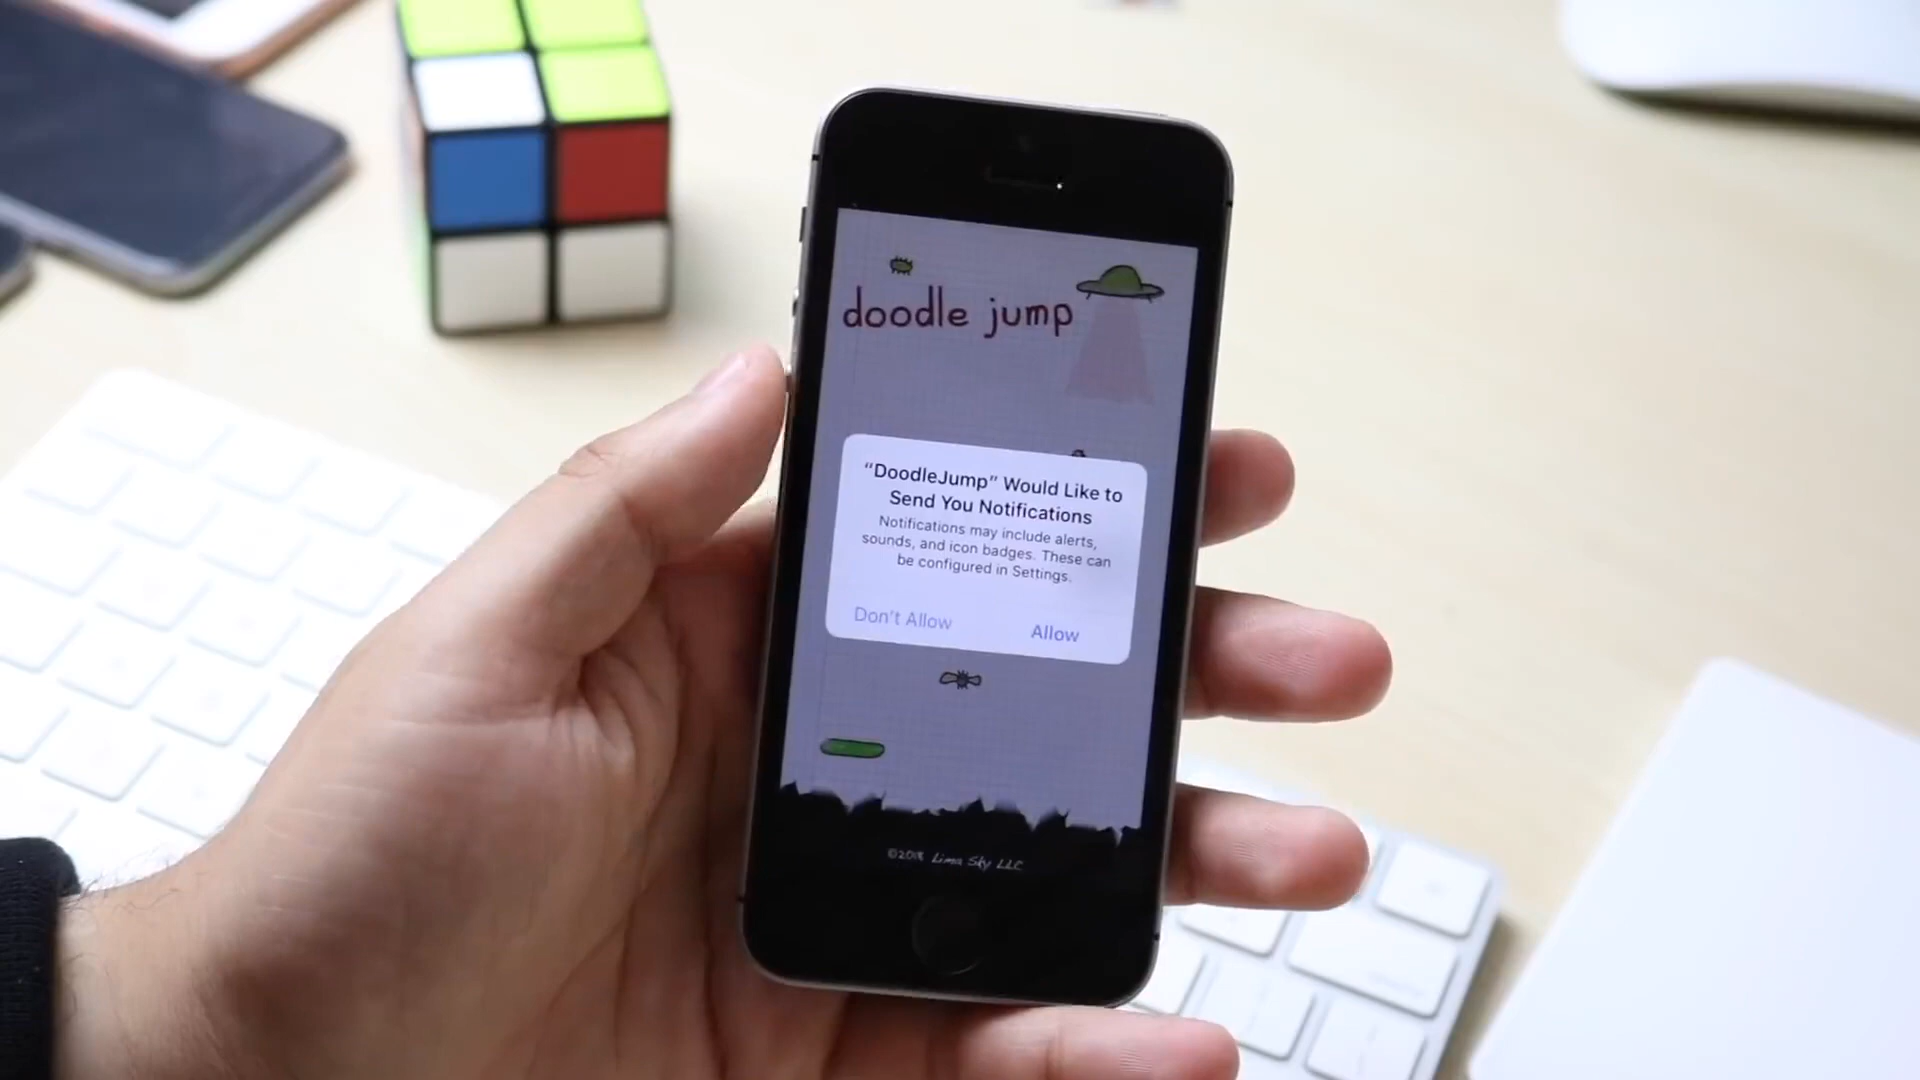 doodle jump
“DoodleJump” Would Like to
Send You Notifications
Notifications may include alerts,
sounds, and icon badges. These can
be configured in Settings.
Don't Allow
Allow
©2018 Lima Sky LLC